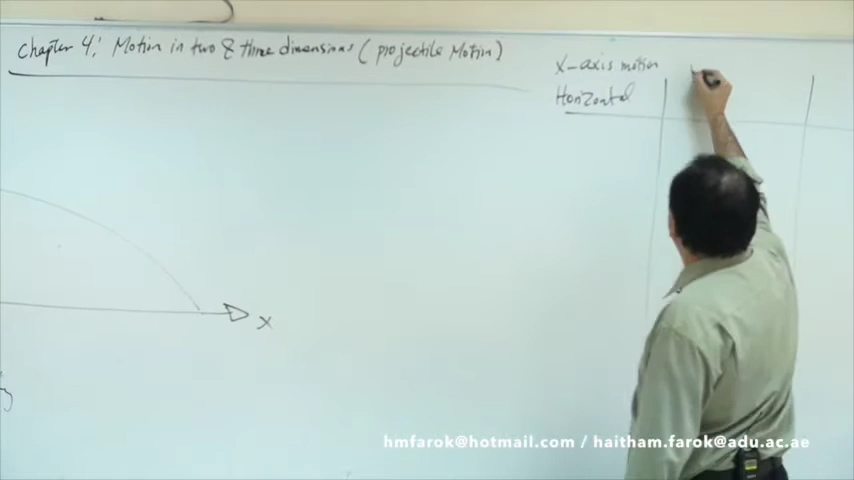 Chapter 4: Motion in two & three dimensions (projectile Motion)
X-axis motion
Horizontal
X
hmfarok@hotmail.com / haitham.farok@adu.ac.ae